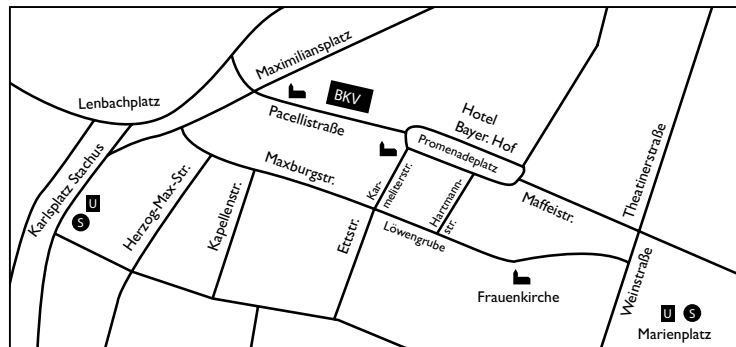 Maximiliansplatz
Lenbachplatz
BKV
Pacellistraße
Hotel
Bayer. Hof
Promenadeplatz
Theatinerstraße
Karlsplatz Stachus
U
S
Herzog-Max-Str.
Maxburgstr.
Kapellenstr.
Kar-
meliterstr.
Hartmann-
str.
Maffeistr.
Ettstr.
Löwengrube
Frauenkirche
Weinstraße
U S
Marienplatz